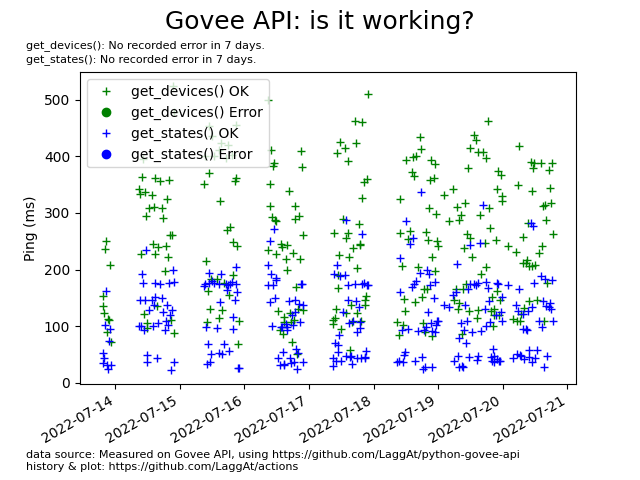 Govee API: is it working?
get_devices(): No recorded error in 7 days.
get_states(): No recorded error in 7 days.
get_devices() OK
get_devices() Error
get_states() OK
get_states() Error
Ping (ms)
500
400
300
200
100
0
2022-07-14
2022-07-15
2022-07-16
2022-07-17
2022-07-18
2022-07-19
2022-07-20
2022-07-21
data source: Measured on Govee API, using https://github.com/LaggAt/python-govee-api
history & plot: https://github.com/LaggAt/actions